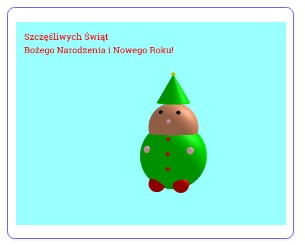 Szczęśliwych Świąt
Bożego Narodzenia i Nowego Roku!